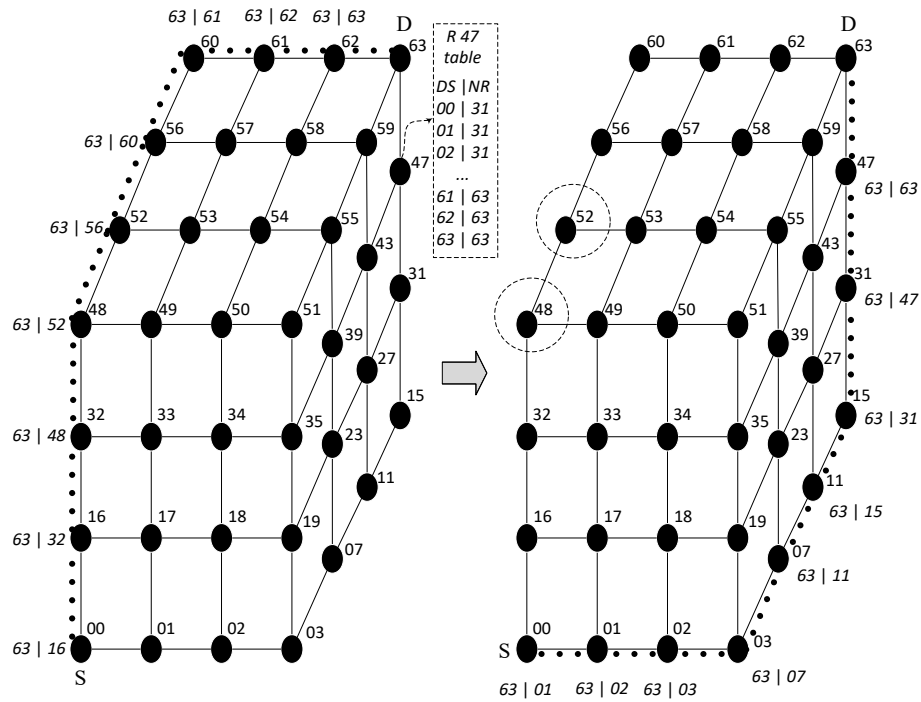 63 | 61
63 | 62
63 | 63
D
60
61
62
63
R 47
table
DS |NR
00 | 31
01 | 31
02 | 31
...
61 | 63
62 | 63
63 | 63
63 | 60
56
57
58
59
47
63 | 56
52
53
54
55
43
31
63 | 52
48
49
50
51
39
27
15
63 | 48
32
33
34
35
23
11
63 | 32
16
17
18
19
07
63 | 16
00
01
02
03
S
D
60
61
62
63
56
57
58
59
47
63 | 63
52
53
54
55
43
31
63 | 47
48
49
50
51
39
27
15
63 | 31
32
33
34
35
23
11
63 | 15
16
17
18
19
07
63 | 11
S
00
01
02
03
63 | 01
63 | 02
63 | 03
63 | 07